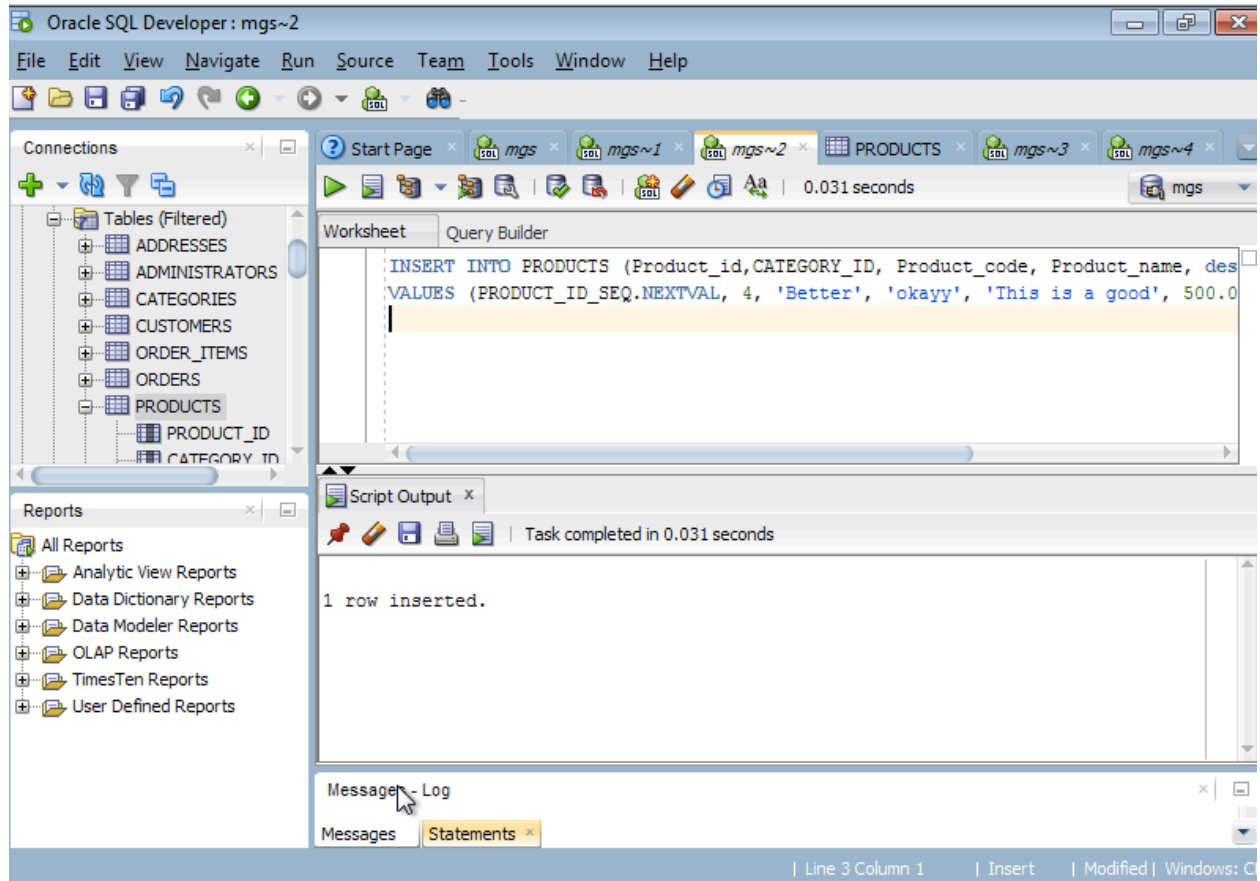 Oracle SQL Developer : mgs~2
File Edit View Navigate Run Source Team Tools Window Help
Connections
Tables (Filtered)
ADDRESSES
ADMINISTRATORS
CATEGORIES
CUSTOMERS
ORDER_ITEMS
ORDERS
PRODUCTS
PRODUCT_ID
CATEGORY_ID
Reports
All Reports
Analytic View Reports
Data Dictionary Reports
Data Modeler Reports
OLAP Reports
TimesTen Reports
User Defined Reports
Start Page mgs mgs~1 mgs~2 PRODUCTS mgs~3 mgs~4
0.031 seconds mgs
Worksheet Query Builder
INSERT INTO PRODUCTS (Product_id,CATEGORY_ID, Product_code, Product_name, des
VALUES (PRODUCT_ID_SEQ.NEXTVAL, 4, 'Better', 'okayy', 'This is a good', 500.0
Script Output
Task completed in 0.031 seconds
1 row inserted.
Messages - Log
Messages Statements
| Line 3 Column 1 | Insert | Modified | Windows: C